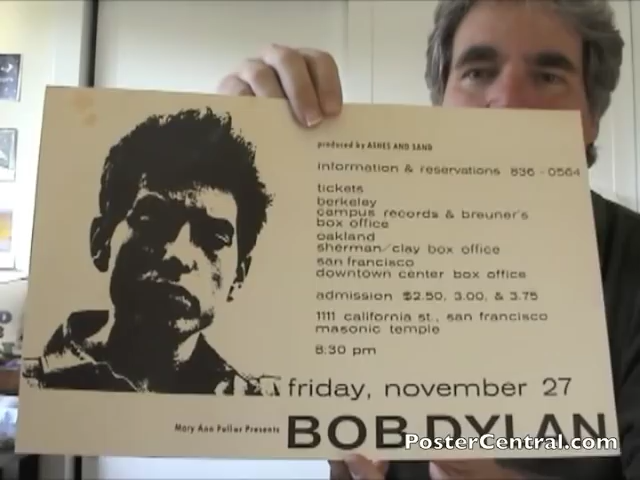 produced by ASHES AND SAND
information & reservations 836-0564
tickets
berkeley
campus records & breuner's
box office
oakland
sherman/clay box office
san francisco
downtown center box office
admission $2.50, 3.00, & 3.75
1111 california st., san francisco
masonic temple
8:30 pm
friday, november 27
Mary Ann Pollar Presents
BOB DYLAN
PosterCentral.com